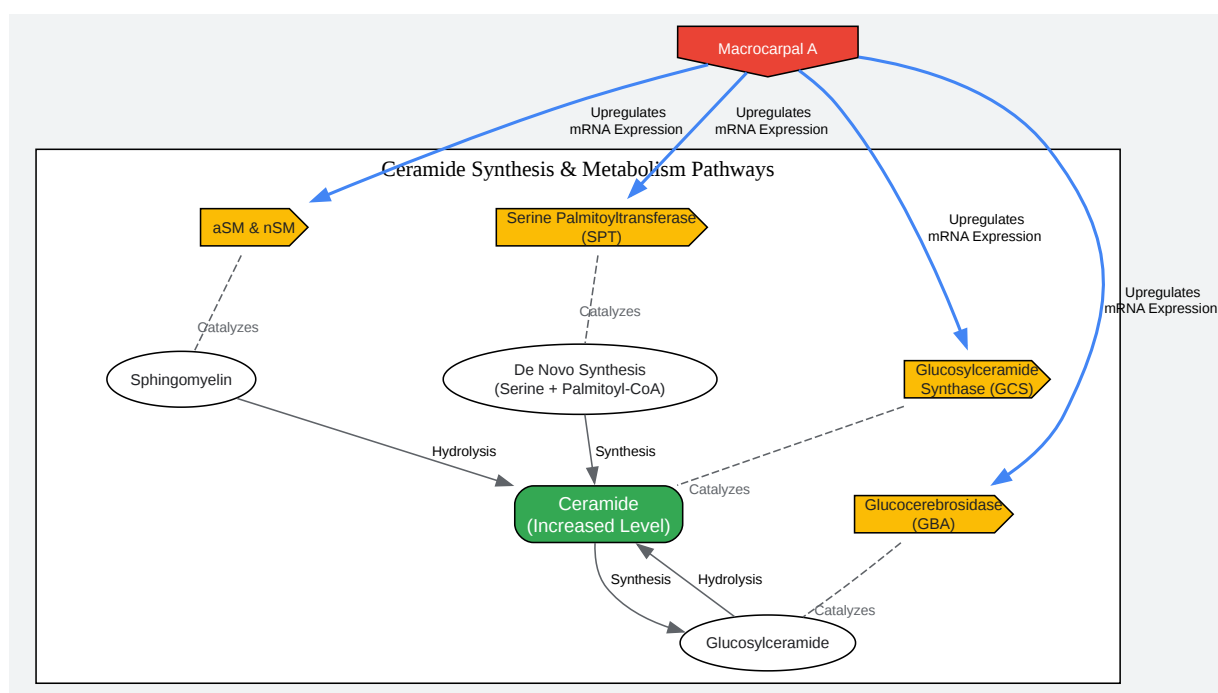 Macrocarpal A
Upregulates
mRNA Expression
Upregulates
mRNA Expression
Ceramide Synthesis & Metabolism Pathways
aSM & nSM
Serine Palmitoyltransferase
(SPT)
Upregulates
mRNA Expression
Upregulates
mRNA Expression
Catalyzes
Catalyzes
Sphingomyelin
De Novo Synthesis
(Serine + Palmitoyl-CoA)
Glucosylceramide
Synthase (GCS)
Hydrolysis
Synthesis
Catalyzes
Ceramide
(Increased Level)
Glucocerebrosidase
(GBA)
Synthesis
Hydrolysis
Catalyzes
Glucosylceramide